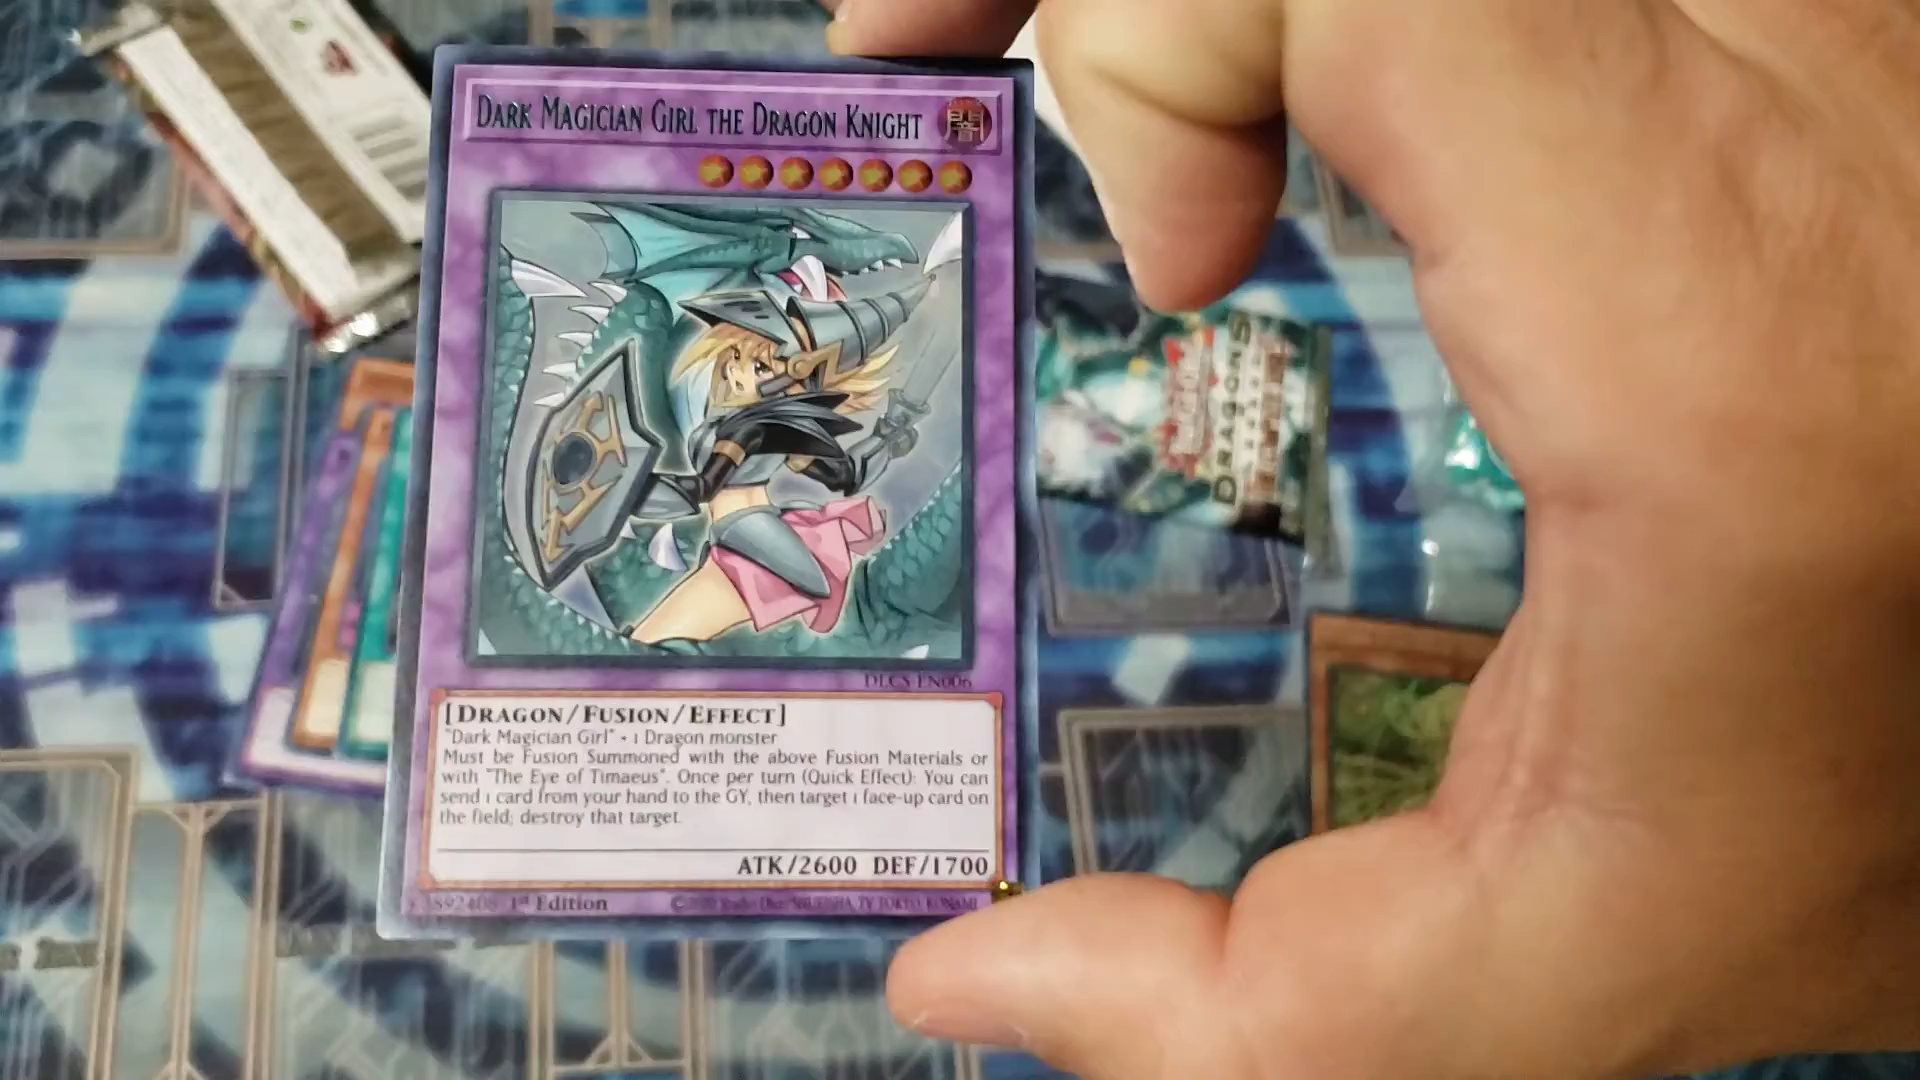 DARK MAGICIAN GIRL THE DRAGON KNIGHT
闇
DLCS-EN006
[DRAGON/FUSION/EFFECT]
"Dark Magician Girl" + 1 Dragon monster
Must be Fusion Summoned with the above Fusion Materials or
with "The Eye of Timaeus". Once per turn (Quick Effect): You can
send 1 card from your hand to the GY, then target 1 face-up card on
the field; destroy that target.
ATK/2600 DEF/1700
1st Edition
DRAGONS